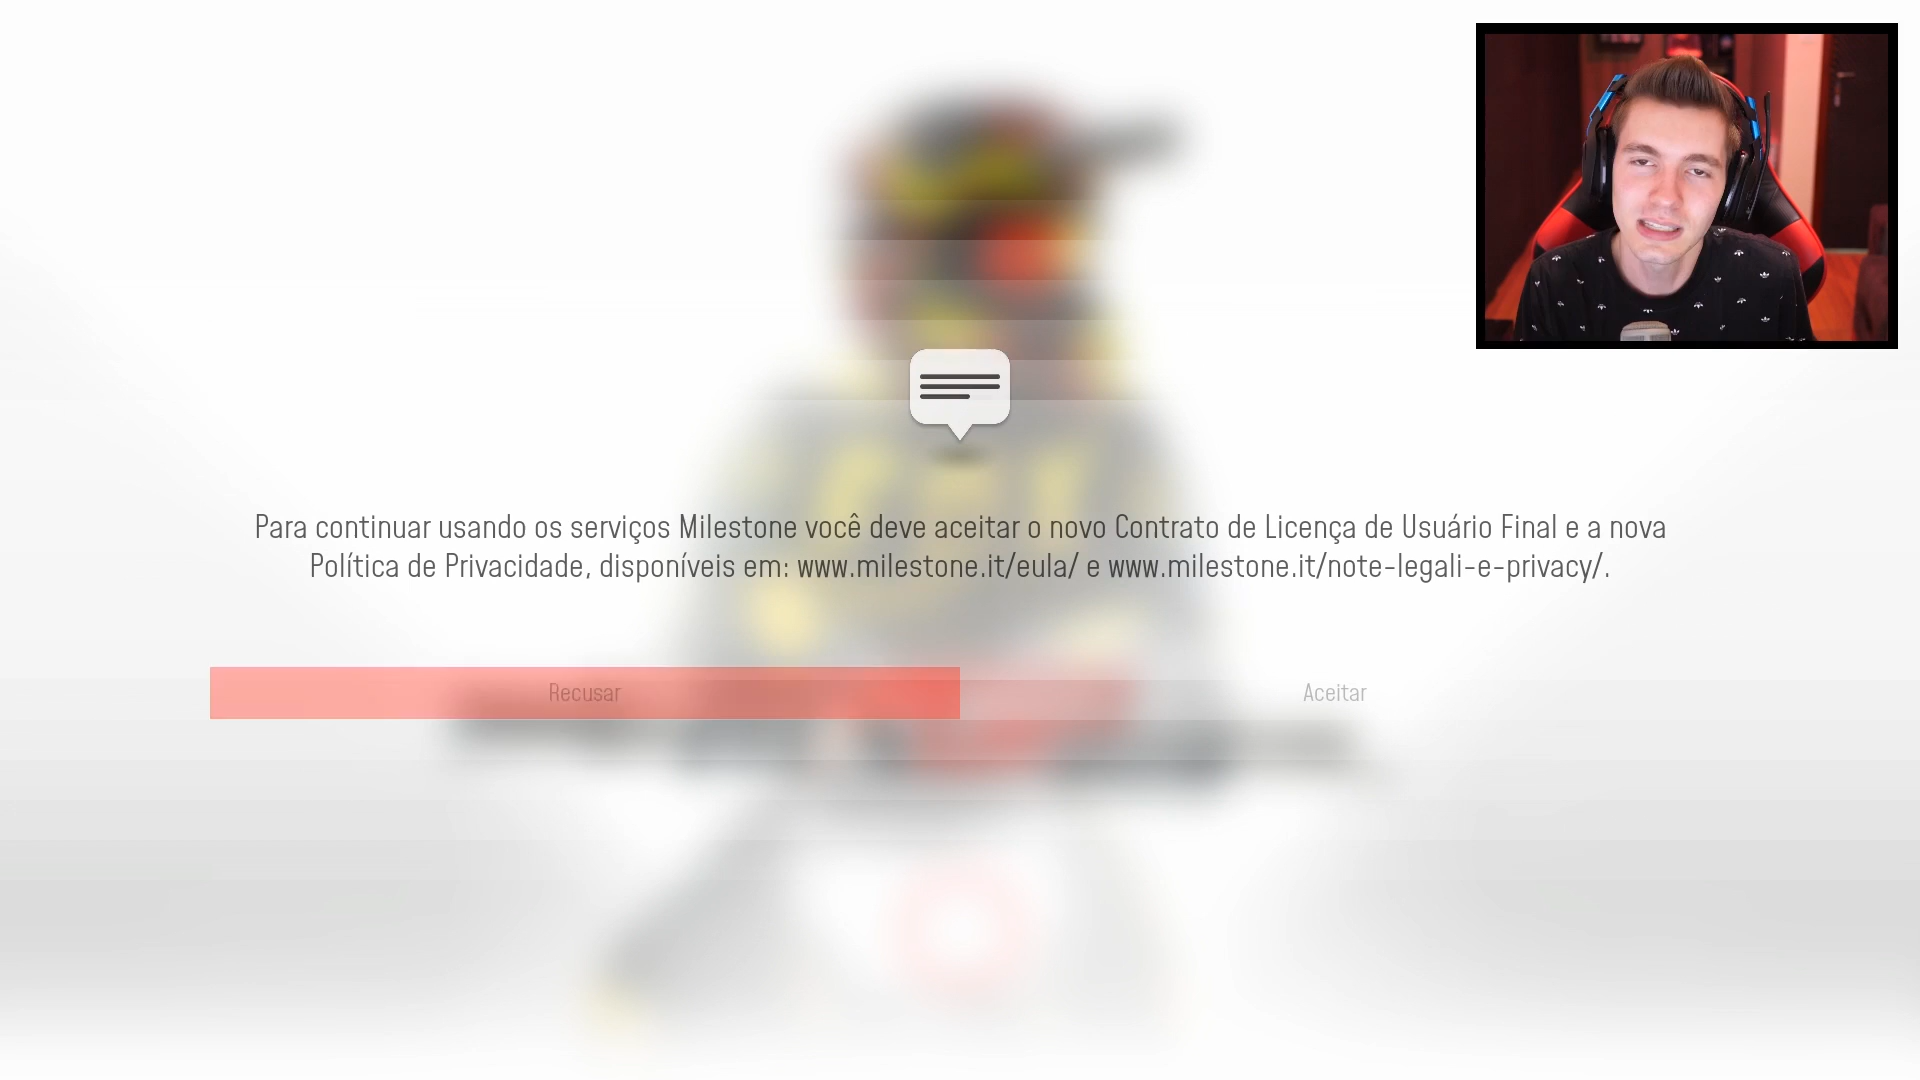 Para continuar usando os serviços Milestone você deve aceitar o novo Contrato de Licença de Usuário Final e a nova
Política de Privacidade, disponíveis em: www.milestone.it/eula/ e www.milestone.it/note-legali-e-privacy/.
Recusar
Aceitar